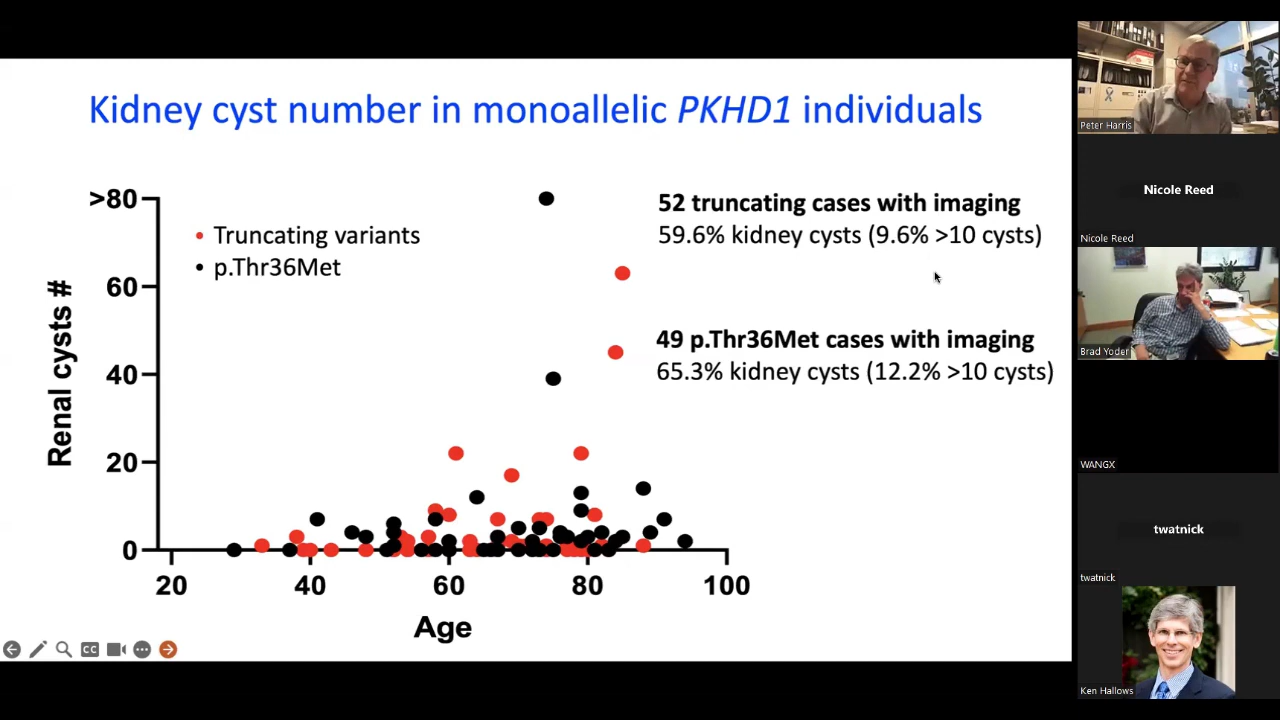 Kidney cyst number in monoallelic PKHD1 individuals
>80
60
40
20
0
Renal cysts #
Truncating variants
p.Thr36Met
52 truncating cases with imaging
59.6% kidney cysts (9.6% >10 cysts)
49 p.Thr36Met cases with imaging
65.3% kidney cysts (12.2% >10 cysts)
20 40 60 80 100
Age
CC
Peter Harris
Nicole Reed
Nicole Reed
Brad Yoder
WANGX
twatnick
twatnick
Ken Hallows